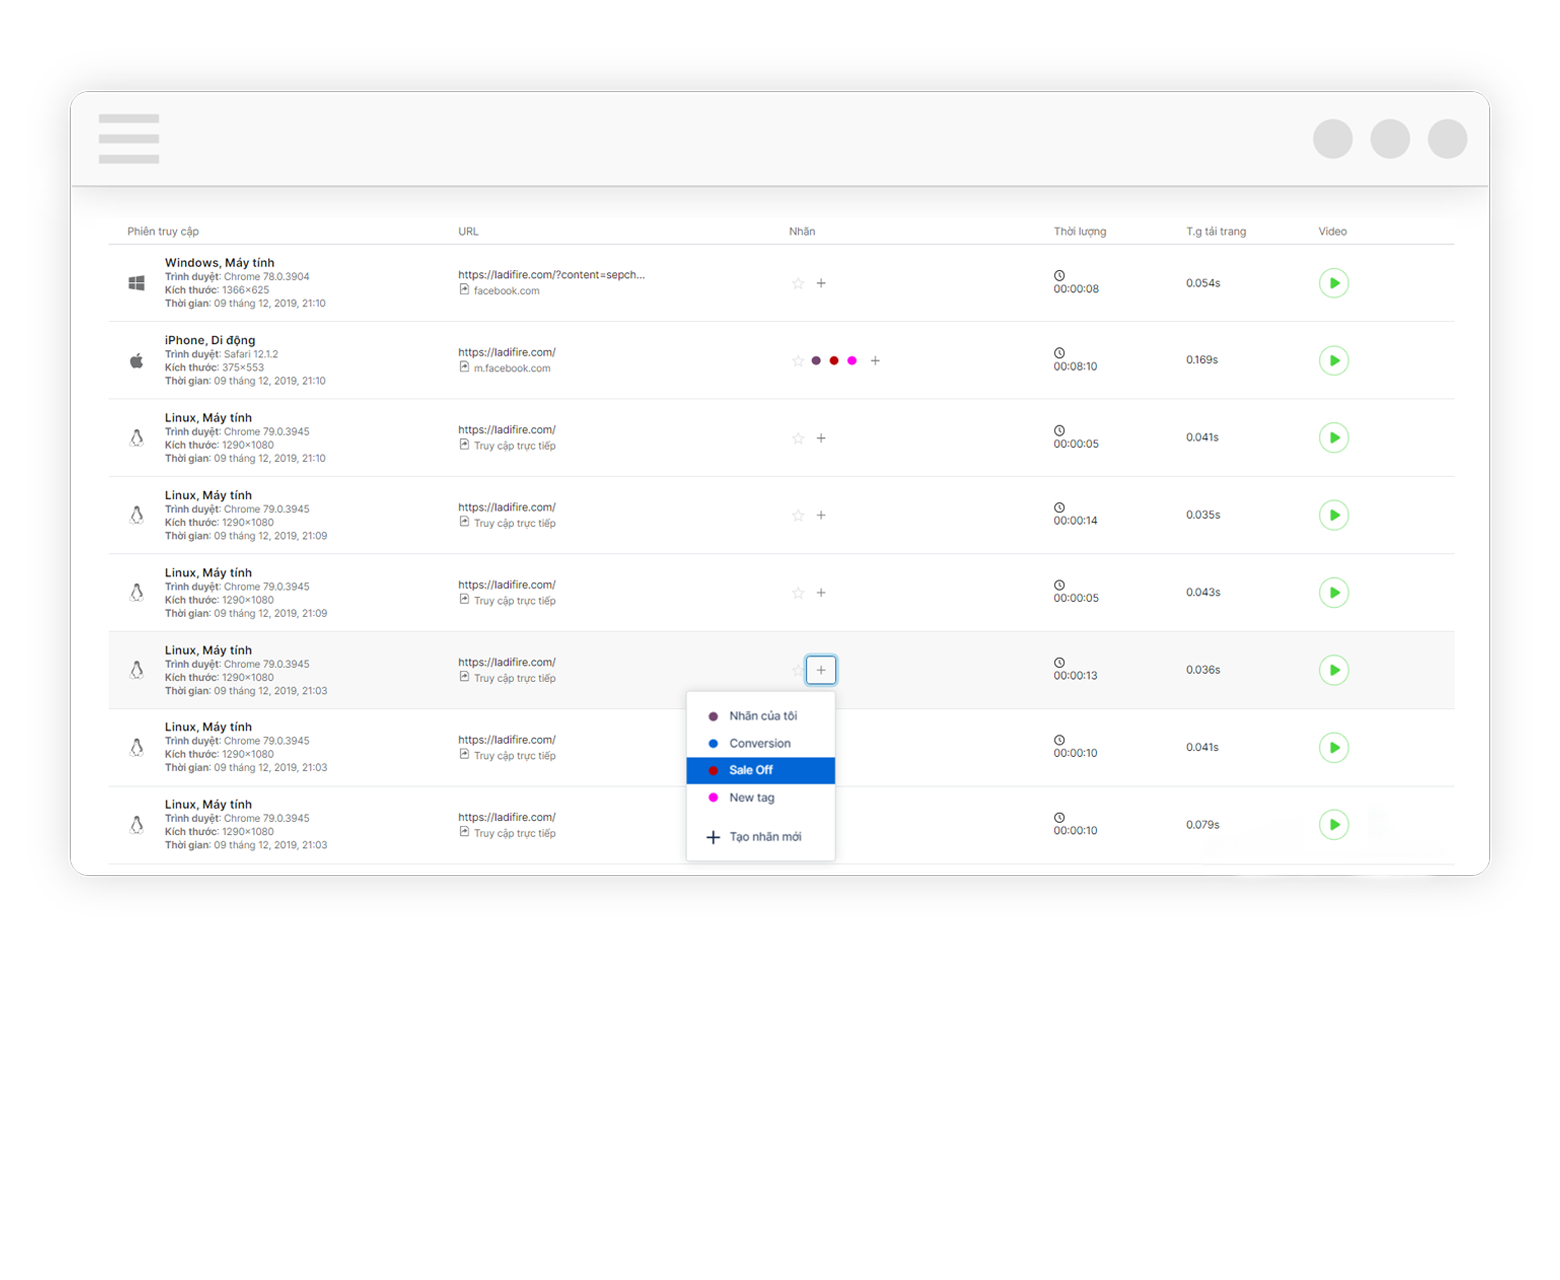 Phiên truy cập URL Nhãn Thời lượng T.g tải trang Video
Windows, Máy tính
Trình duyệt: Chrome 78.0.3904
Kích thước: 1366×625
Thời gian: 09 tháng 12, 2019, 21:10
https://ladifire.com/?content=sepch...
facebook.com
00:00:08
0.054s
iPhone, Di động
Trình duyệt: Safari 12.1.2
Kích thước: 375×553
Thời gian: 09 tháng 12, 2019, 21:10
https://ladifire.com/
m.facebook.com
00:08:10
0.169s
Linux, Máy tính
Trình duyệt: Chrome 79.0.3945
Kích thước: 1290×1080
Thời gian: 09 tháng 12, 2019, 21:10
https://ladifire.com/
Truy cập trực tiếp
00:00:05
0.041s
Linux, Máy tính
Trình duyệt: Chrome 79.0.3945
Kích thước: 1290×1080
Thời gian: 09 tháng 12, 2019, 21:09
https://ladifire.com/
Truy cập trực tiếp
00:00:14
0.035s
Linux, Máy tính
Trình duyệt: Chrome 79.0.3945
Kích thước: 1290×1080
Thời gian: 09 tháng 12, 2019, 21:09
https://ladifire.com/
Truy cập trực tiếp
00:00:05
0.043s
Linux, Máy tính
Trình duyệt: Chrome 79.0.3945
Kích thước: 1290×1080
Thời gian: 09 tháng 12, 2019, 21:03
https://ladifire.com/
Truy cập trực tiếp
00:00:13
0.036s
Linux, Máy tính
Trình duyệt: Chrome 79.0.3945
Kích thước: 1290×1080
Thời gian: 09 tháng 12, 2019, 21:03
https://ladifire.com/
Truy cập trực tiếp
00:00:10
0.041s
Linux, Máy tính
Trình duyệt: Chrome 79.0.3945
Kích thước: 1290×1080
Thời gian: 09 tháng 12, 2019, 21:03
https://ladifire.com/
Truy cập trực tiếp
00:00:10
0.079s
Nhãn của tôi
Conversion
Sale Off
New tag
Tạo nhãn mới